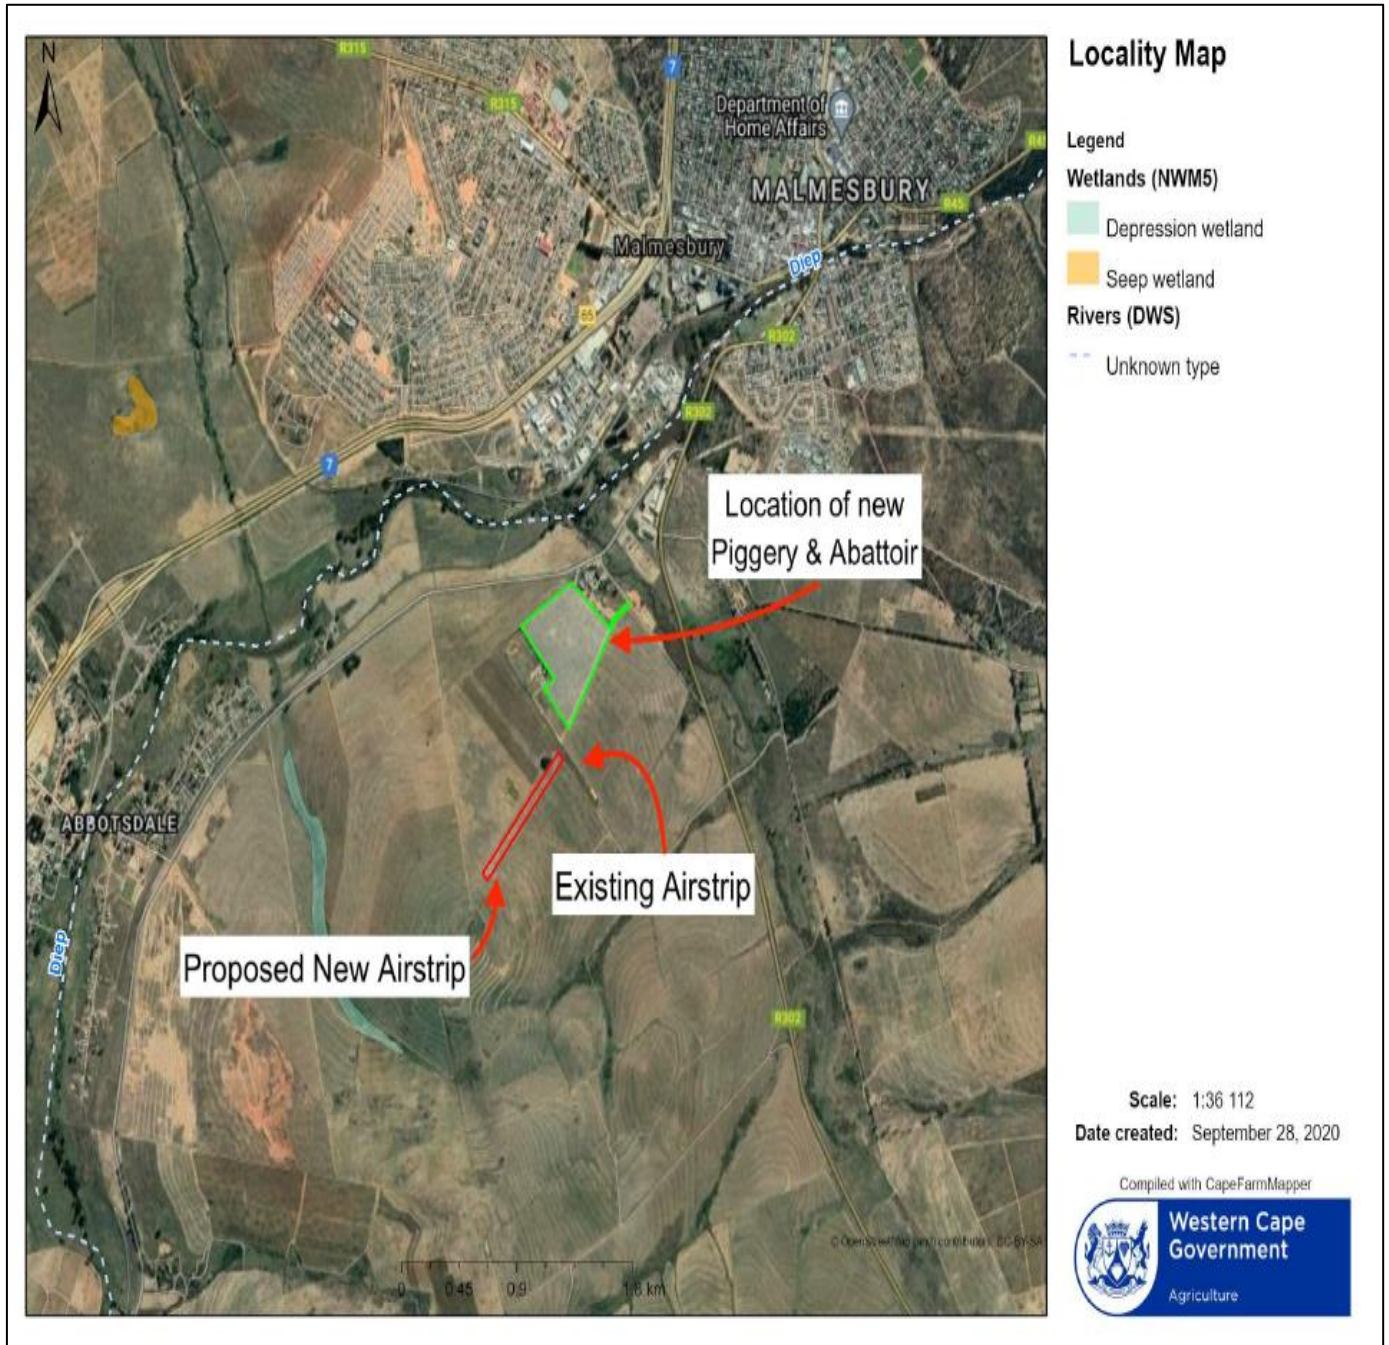 Locality Map
N
R315
7
R315
Department of
Home Affairs
MALMESBURY
R45
Malmesbury
Diep
65
R302
R302
7
Location of new
Piggery & Abattoir
ABBOTSDALE
Existing Airstrip
Proposed New Airstrip
Diep
R302
0 0.45 0.9 1.8 km
Legend
Wetlands (NWM5)
Depression wetland
Seep wetland
Rivers (DWS)
Unknown type
Scale: 1:36 112
Date created: September 28, 2020
Compiled with CapeFarmMapper
Western Cape
Government
Agriculture